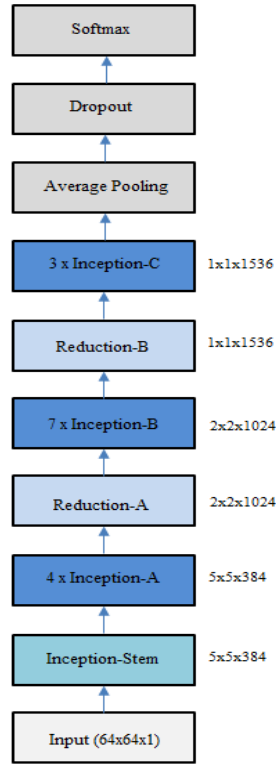 Softmax
Dropout
Average Pooling
3 x Inception-C 1x1x1536
Reduction-B 1x1x1536
7 x Inception-B 2x2x1024
Reduction-A 2x2x1024
4 x Inception-A 5x5x384
Inception-Stem 5x5x384
Input (64x64x1)